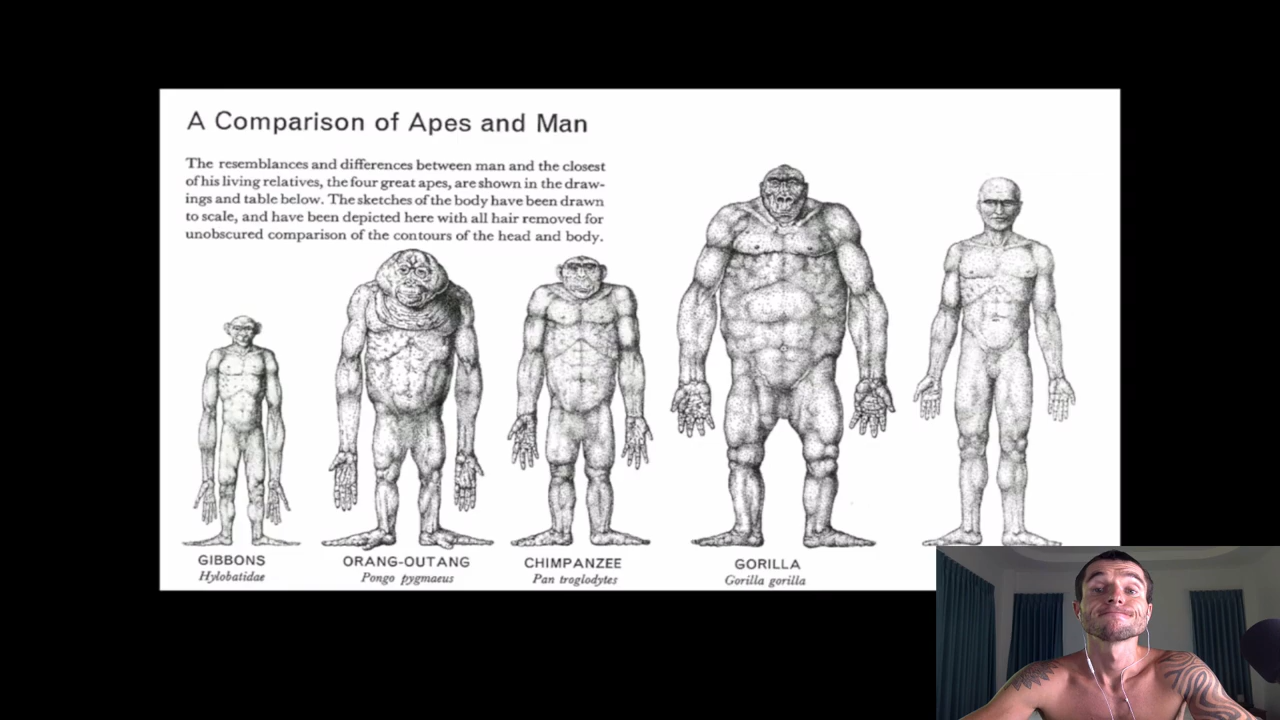 A Comparison of Apes and Man
The resemblances and differences between man and the closest
of his living relatives, the four great apes, are shown in the draw-
ings and table below. The sketches of the body have been drawn
to scale, and have been depicted here with all hair removed for
unobscured comparison of the contours of the head and body.
GIBBONS
Hylobatidae
ORANG-OUTANG
Pongo pygmaeus
CHIMPANZEE
Pan troglodytes
GORILLA
Gorilla gorilla